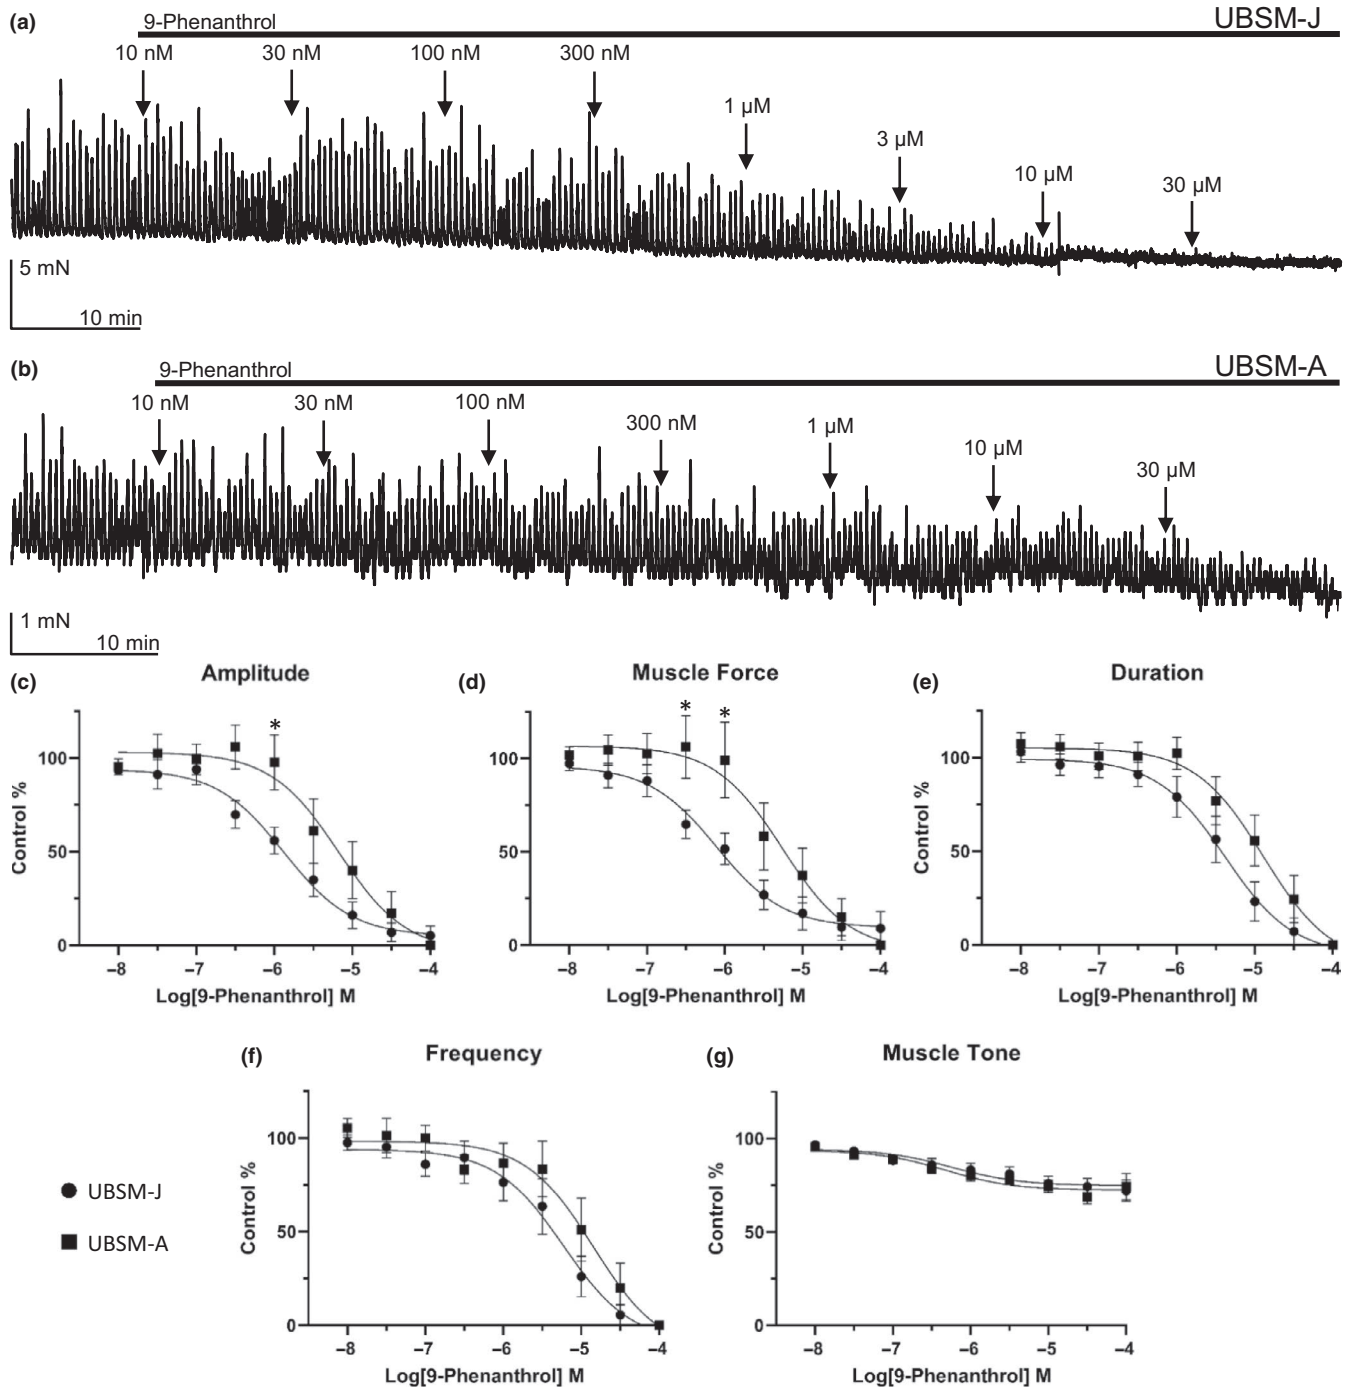 (a)
9-Phenanthrol
UBSM-J
10 nM 30 nM 100 nM 300 nM
1 µM
3 µM
10 µM
30 µM
5 mN
10 min
(b)
9-Phenanthrol
UBSM-A
10 nM 30 nM 100 nM
300 nM 1 µM
10 µM
30 µM
1 mN
10 min
(c) Amplitude
*
Control %
100
50
0
−8 −7 −6 −5 −4
Log[9-Phenanthrol] M
(d) Muscle Force
* *
Control %
100
50
0
−8 −7 −6 −5 −4
Log[9-Phenanthrol] M
(e) Duration
Control %
100
50
0
−8 −7 −6 −5 −4
Log[9-Phenanthrol] M
UBSM-J
UBSM-A
(f) Frequency
Control %
100
50
0
−8 −7 −6 −5 −4
Log[9-Phenanthrol] M
(g) Muscle Tone
Control %
100
50
0
−8 −7 −6 −5 −4
Log[9-Phenanthrol] M